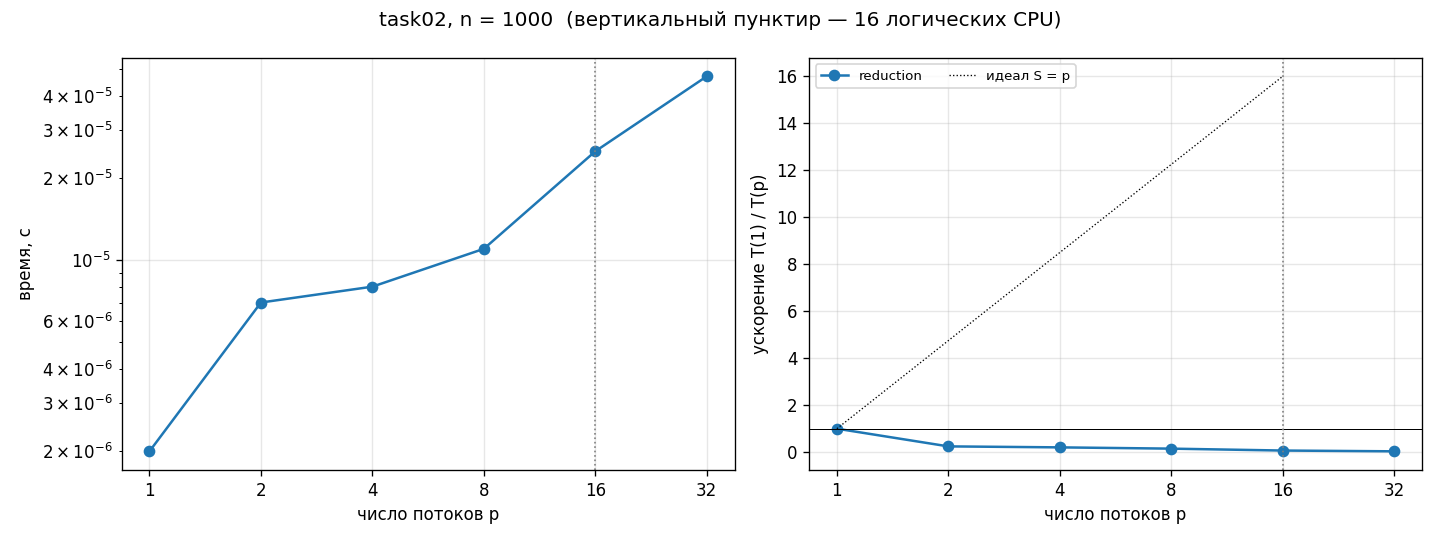 task02, n = 1000  (вертикальный пунктир — 16 логических CPU)
время, с
4 × 10⁻⁵
3 × 10⁻⁵
2 × 10⁻⁵
10⁻⁵
6 × 10⁻⁶
4 × 10⁻⁶
3 × 10⁻⁶
2 × 10⁻⁶
1 2 4 8 16 32
число потоков p
ускорение T(1) / T(p)
reduction
идеал S = p
16
14
12
10
8
6
4
2
0
1 2 4 8 16 32
число потоков p